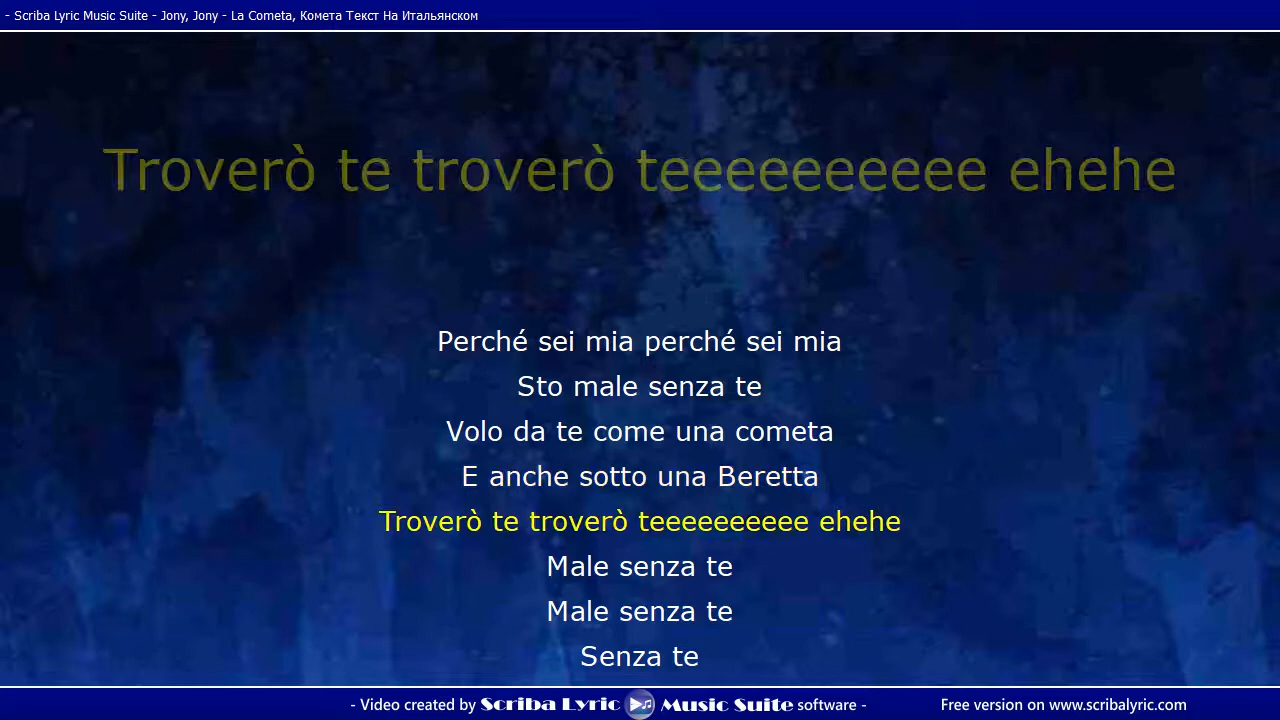 - Scriba Lyric Music Suite - Jony, Jony - La Cometa, Комета Текст На Итальянском
Troverò te troverò teeeeeeeeee ehehe
Perché sei mia perché sei mia
Sto male senza te
Volo da te come una cometa
E anche sotto una Beretta
Troverò te troverò teeeeeeeeee ehehe
Male senza te
Male senza te
Senza te
- Video created by Scriba Lyric Music Suite software - Free version on www.scribalyric.com